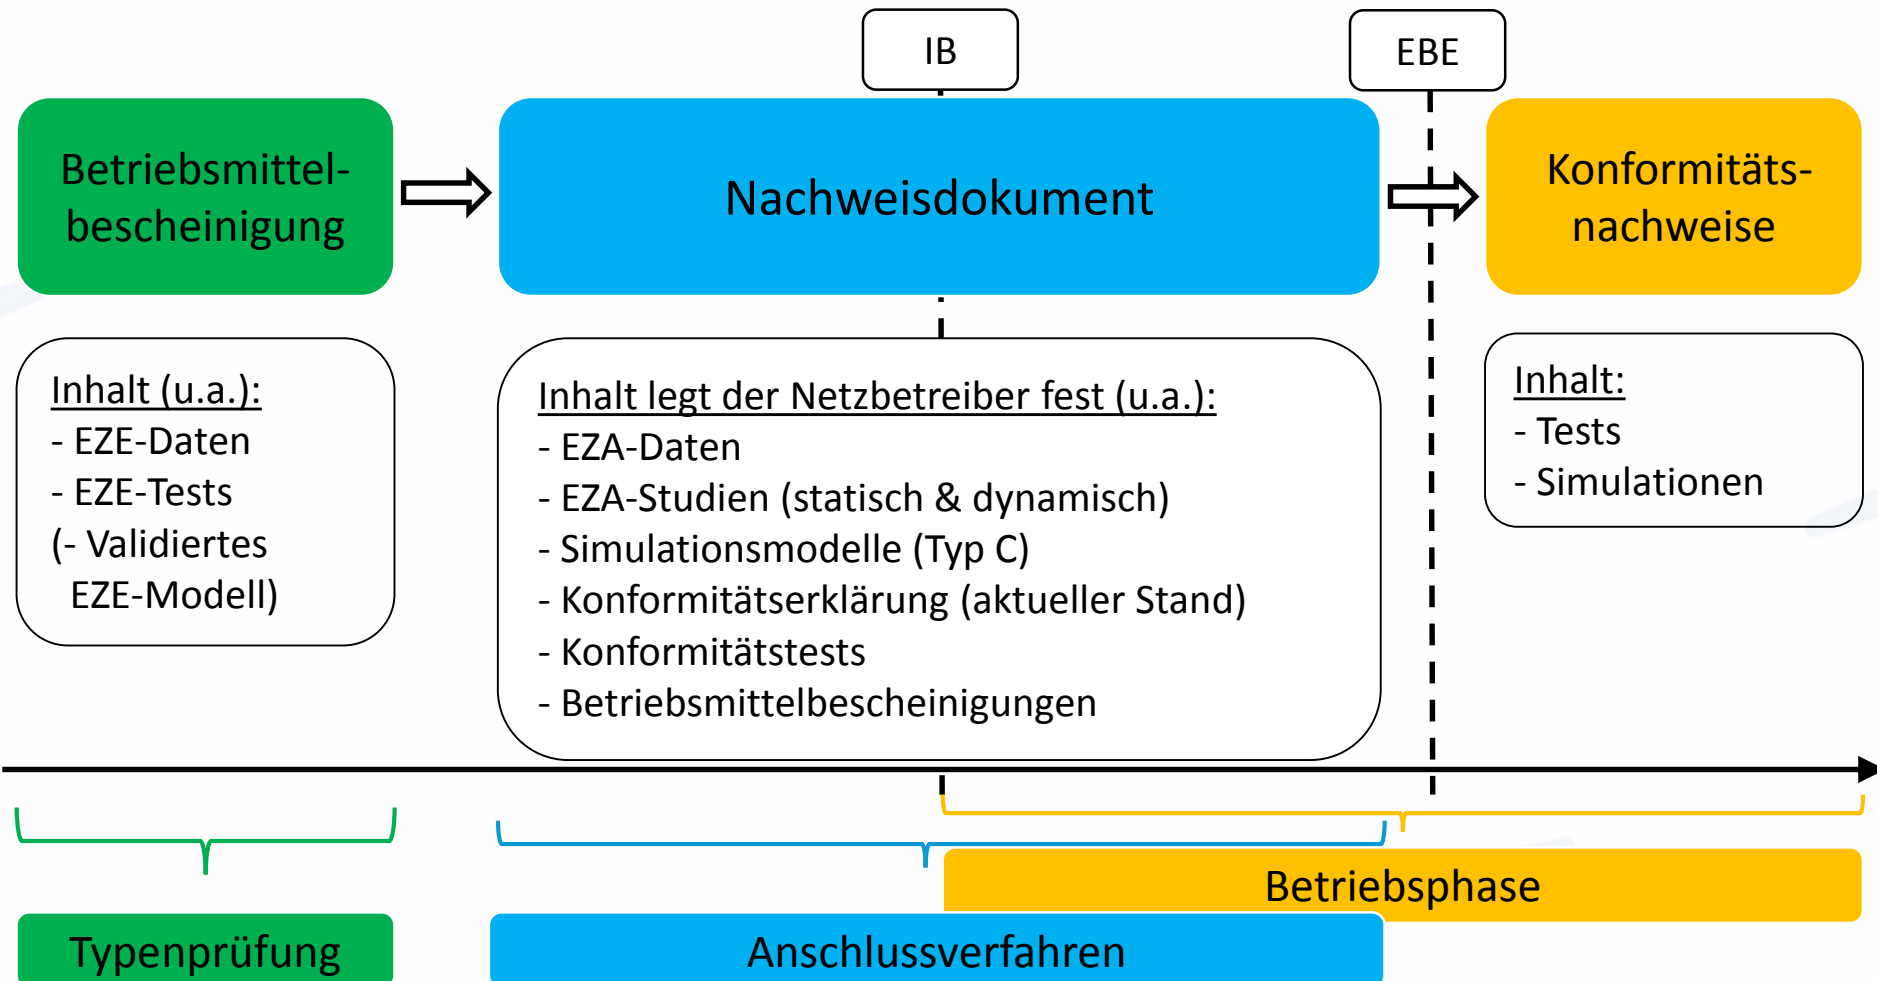 IB
EBE
Betriebsmittel-
bescheinigung
Nachweisdokument
Konformitäts-
nachweise
Inhalt (u.a.):
- EZE-Daten
- EZE-Tests
(- Validiertes
EZE-Modell)
Inhalt legt der Netzbetreiber fest (u.a.):
- EZA-Daten
- EZA-Studien (statisch & dynamisch)
- Simulationsmodelle (Typ C)
- Konformitätserklärung (aktueller Stand)
- Konformitätstests
- Betriebsmittelbescheinigungen
Inhalt:
- Tests
- Simulationen
Betriebsphase
Typenprüfung
Anschlussverfahren